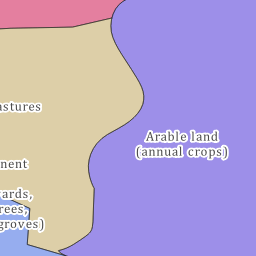 astures
Arable land
(annual crops)
nent
ards,
rees,
groves)